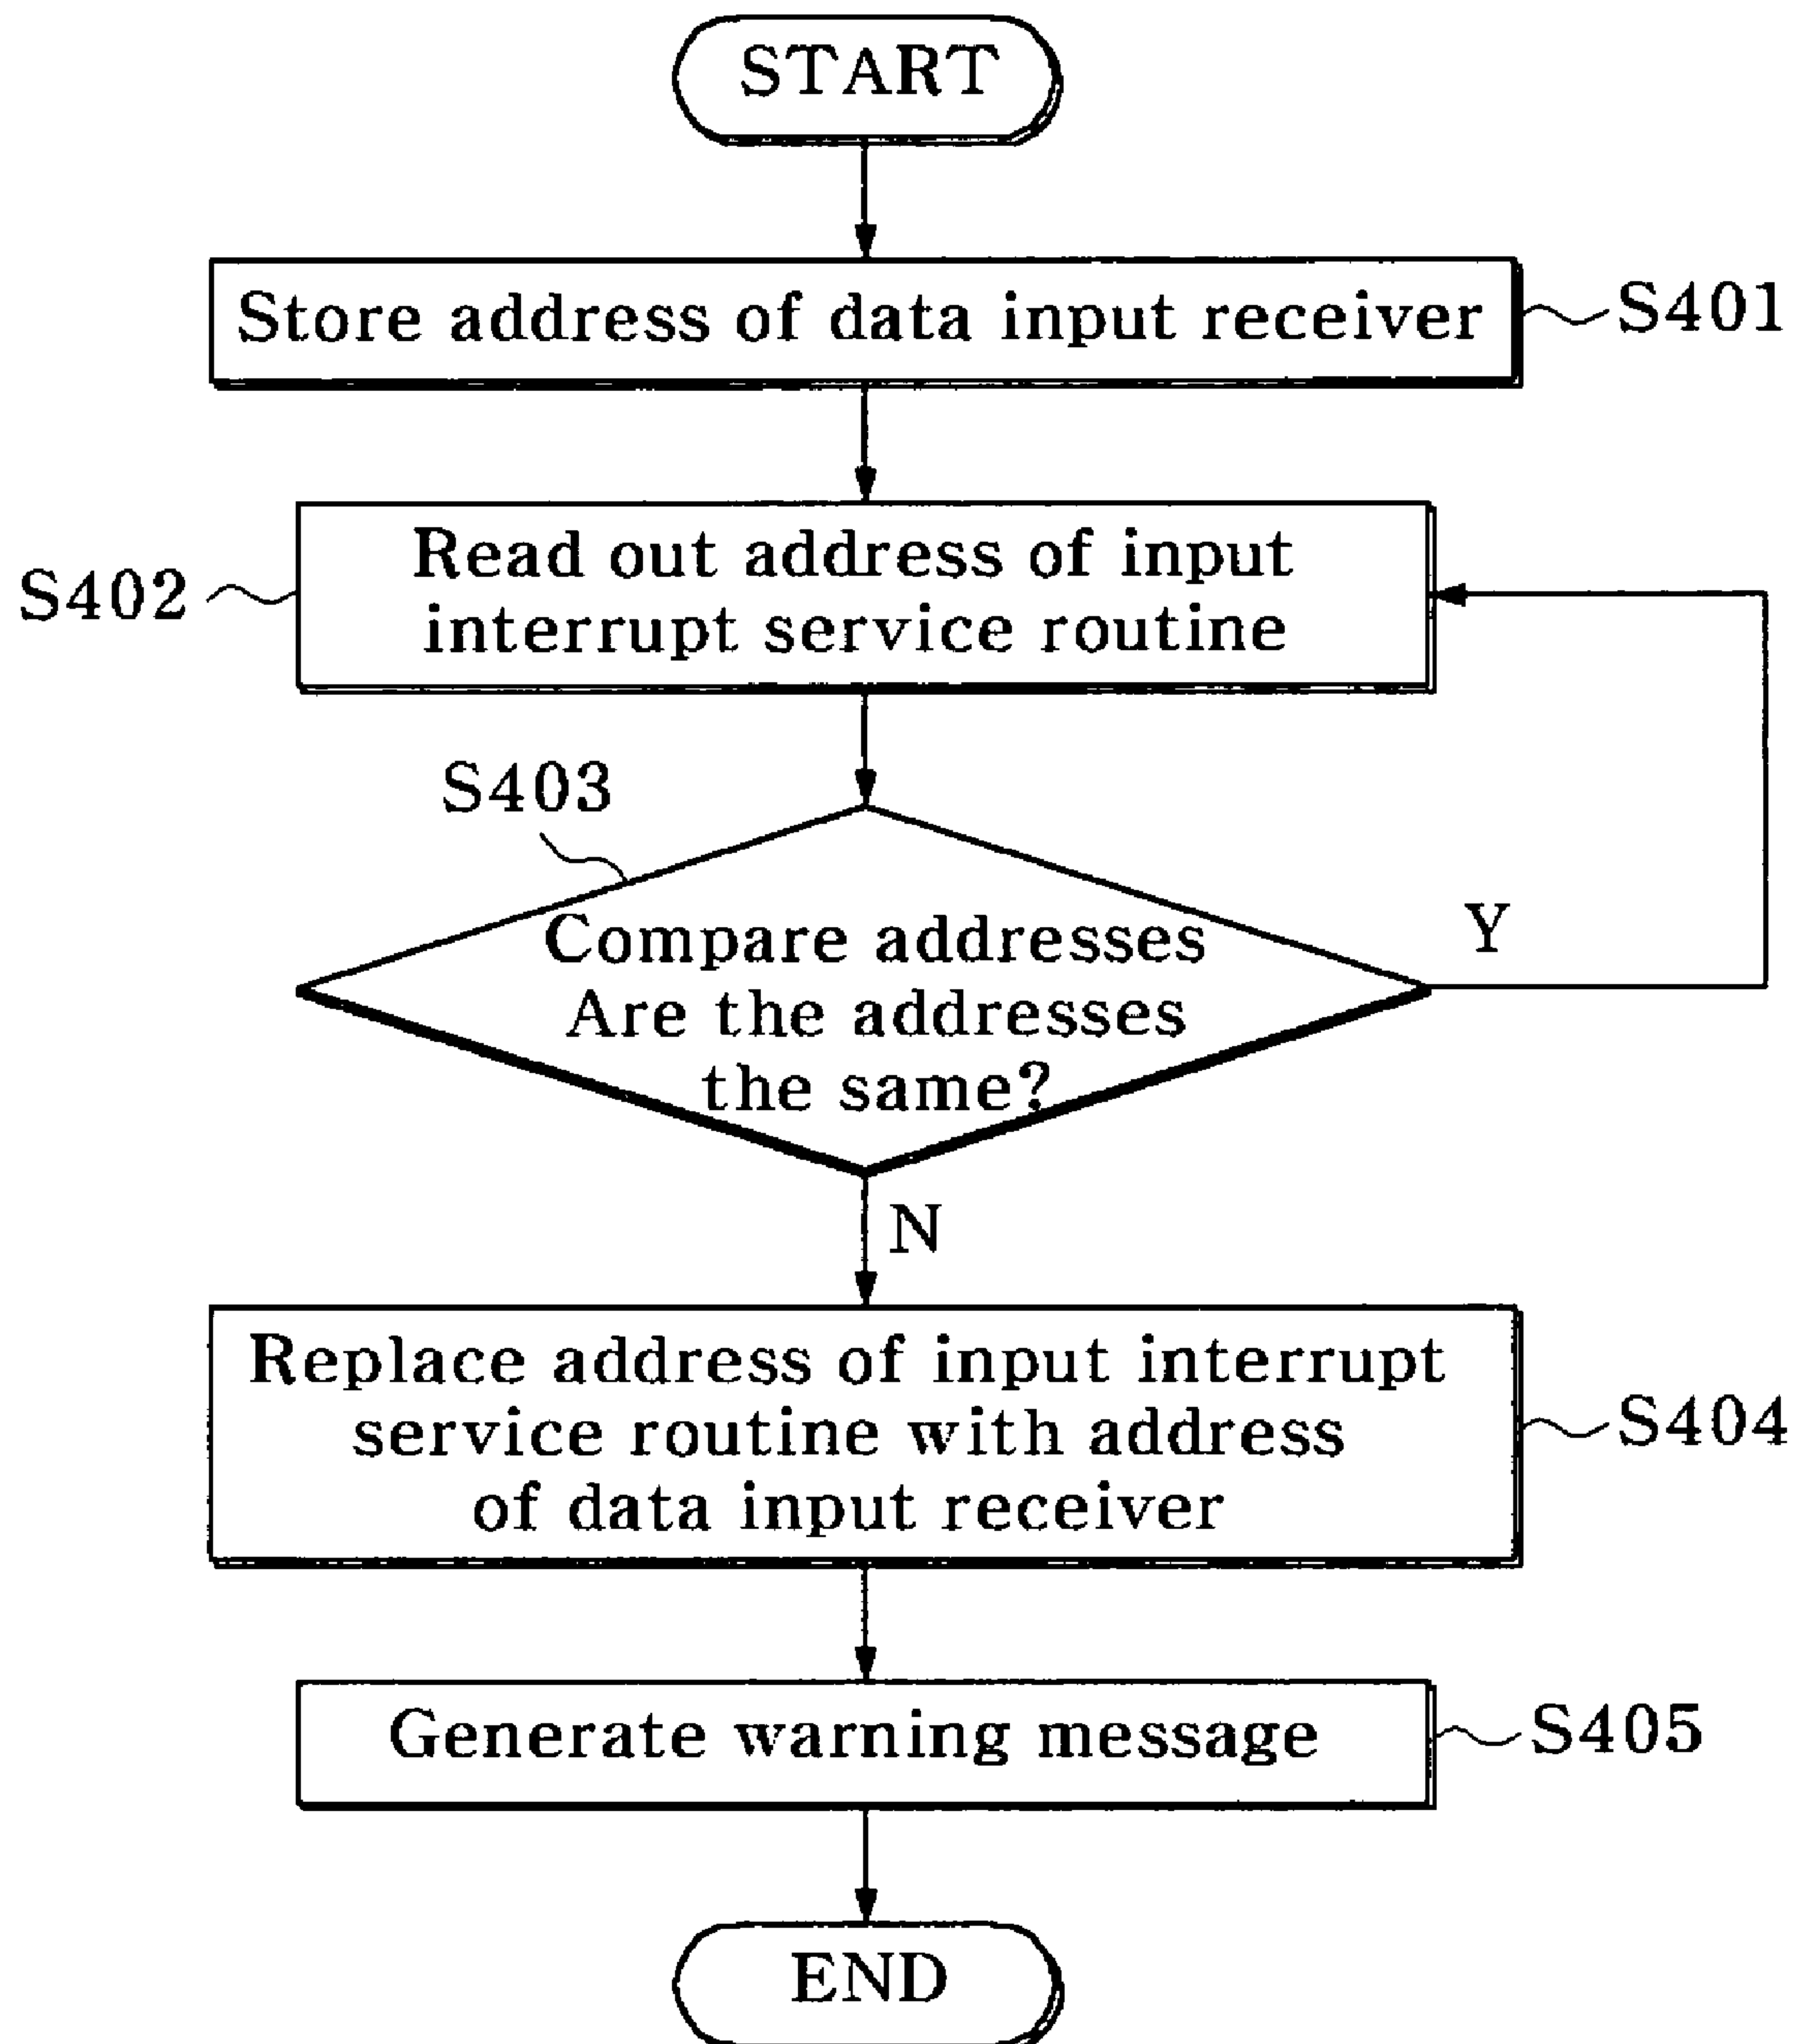 START
Store address of data input receiver
S401
Read out address of input
interrupt service routine
S402
S403
Compare addresses
Are the addresses
the same?
Y
N
Replace address of input interrupt
service routine with address
of data input receiver
S404
Generate warning message
S405
END